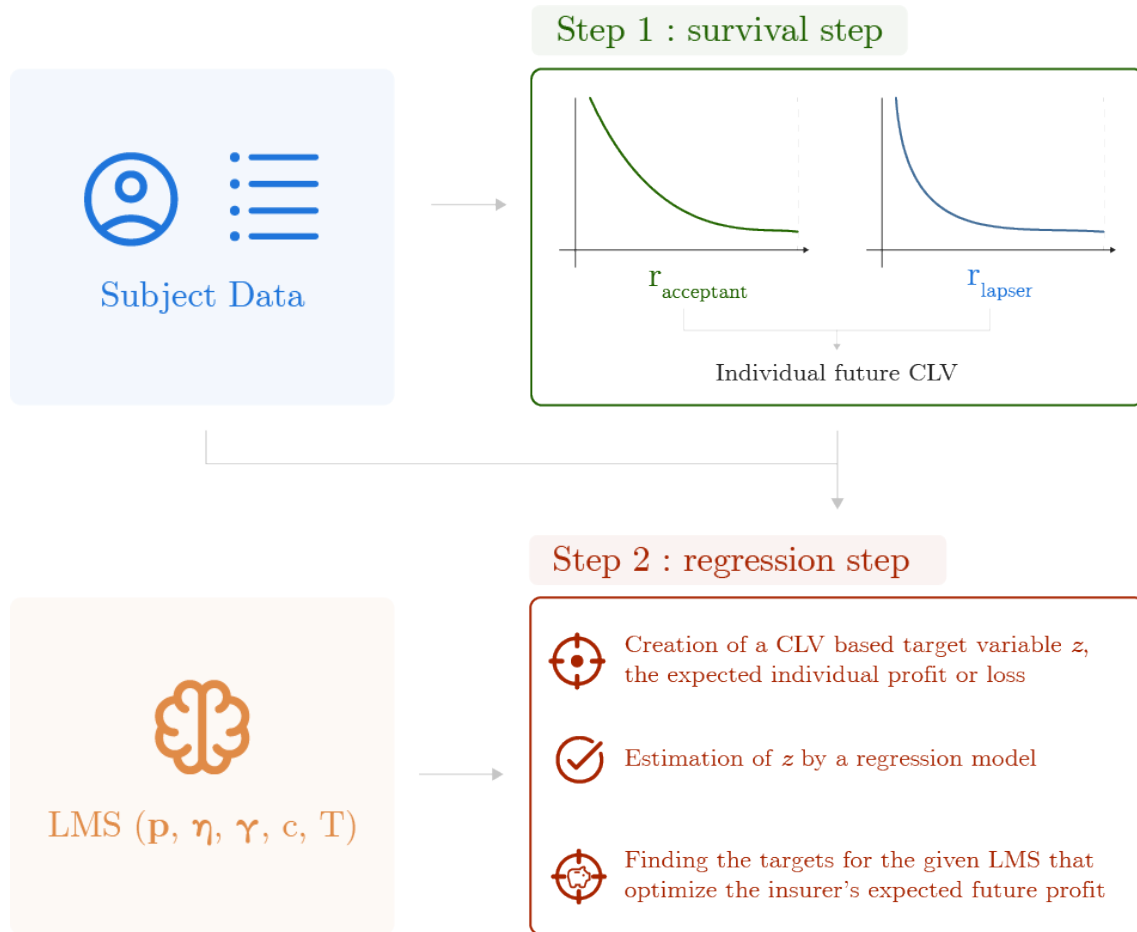 Step 1 : survival step
Subject Data
r_acceptant
r_lapser
Individual future CLV
Step 2 : regression step
LMS (p, η, γ, c, T)
Creation of a CLV based target variable z,
the expected individual profit or loss
Estimation of z by a regression model
Finding the targets for the given LMS that
optimize the insurer's expected future profit